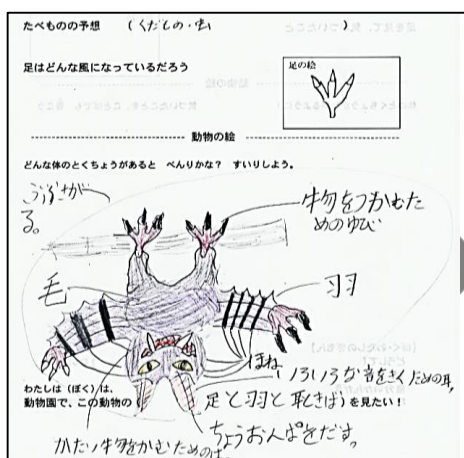 たべものの予想 (くだもの・虫 )
足はどんな風になっているだろう
足の絵
動物の絵
どんな体のとくちょうがあると べんりかな? すいりしよう。
る。
物をつかむた
めのゆび
毛
羽
ほね
いろいろな音をきくための耳
わたしは(ぼく)は、
動物園で、この動物の( 足と羽と耳ときば)を見たい!
ちょうおんぱをだす。
かたい物をかむための